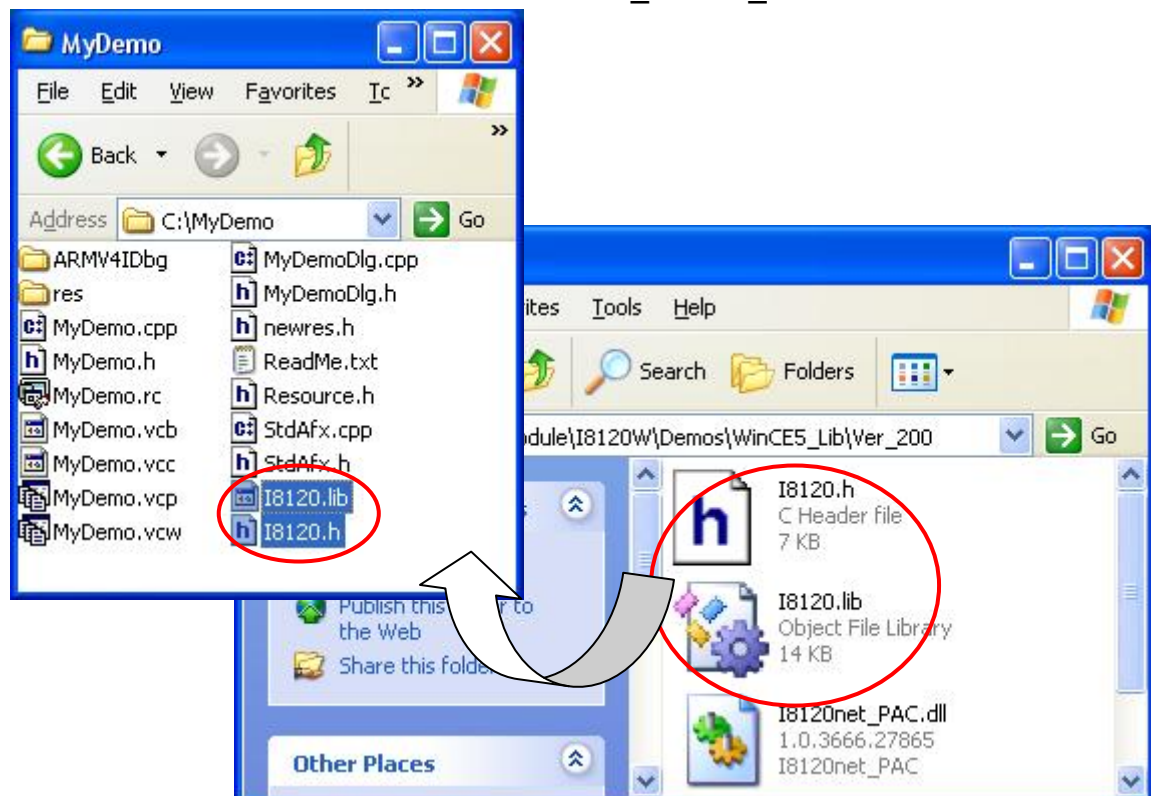 MyDemo
File Edit View Favorites Tc »
Back »
Address C:\MyDemo Go
ARMV4IDbg
res
MyDemo.cpp
MyDemo.h
MyDemo.rc
MyDemo.vcb
MyDemo.vcc
MyDemo.vcp
MyDemo.vcw
MyDemoDlg.cpp
MyDemoDlg.h
newres.h
ReadMe.txt
Resource.h
StdAfx.cpp
StdAfx.h
I8120.lib
I8120.h
ites Tools Help
Search Folders
dule\I8120W\Demos\WinCE5_Lib\Ver_200 Go
I8120.h
C Header file
7 KB
I8120.lib
Object File Library
14 KB
I8120net_PAC.dll
1.0.3666.27865
I8120net_PAC
Publish this r to
the Web
Share this folde
Other Places